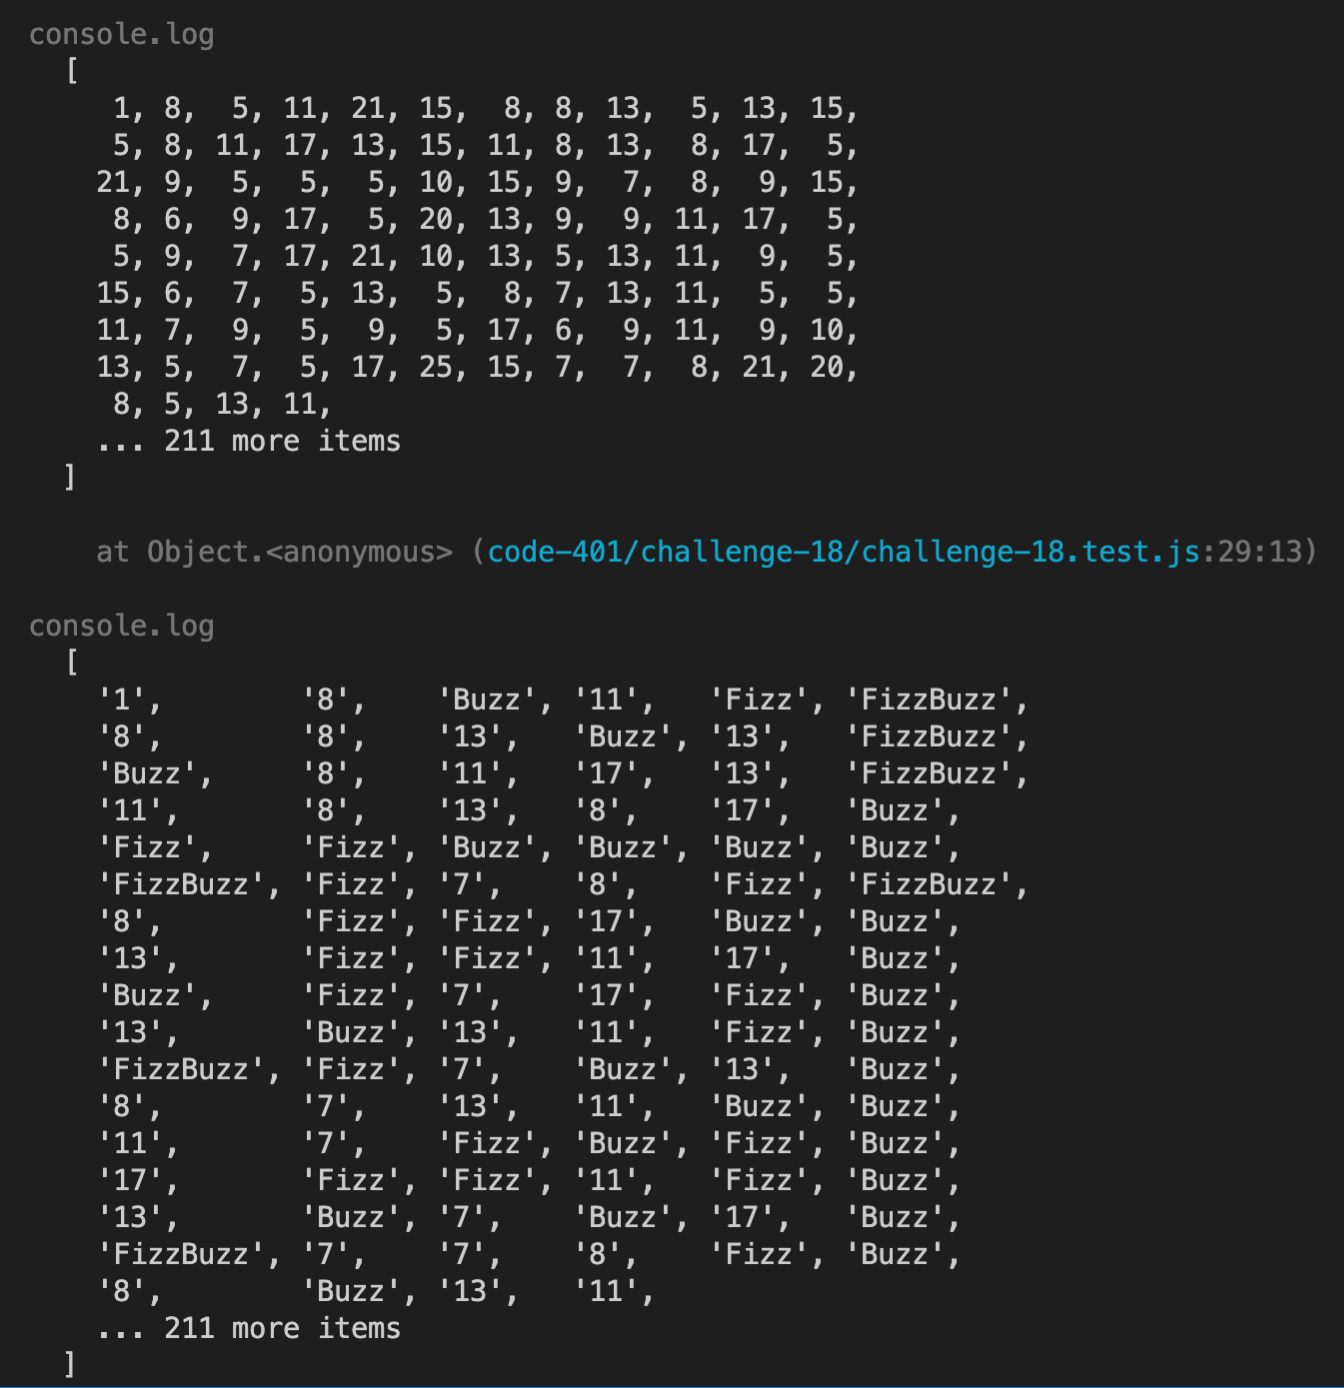 console.log
[
1, 8, 5, 11, 21, 15, 8, 8, 13, 5, 13, 15,
5, 8, 11, 17, 13, 15, 11, 8, 13, 8, 17, 5,
21, 9, 5, 5, 5, 10, 15, 9, 7, 8, 9, 15,
8, 6, 9, 17, 5, 20, 13, 9, 9, 11, 17, 5,
5, 9, 7, 17, 21, 10, 13, 5, 13, 11, 9, 5,
15, 6, 7, 5, 13, 5, 8, 7, 13, 11, 5, 5,
11, 7, 9, 5, 9, 5, 17, 6, 9, 11, 9, 10,
13, 5, 7, 5, 17, 25, 15, 7, 7, 8, 21, 20,
8, 5, 13, 11,
... 211 more items
]
at Object.<anonymous> (code-401/challenge-18/challenge-18.test.js:29:13)
console.log
[
'1', '8', 'Buzz', '11', 'Fizz', 'FizzBuzz',
'8', '8', '13', 'Buzz', '13', 'FizzBuzz',
'Buzz', '8', '11', '17', '13', 'FizzBuzz',
'11', '8', '13', '8', '17', 'Buzz',
'Fizz', 'Fizz', 'Buzz', 'Buzz', 'Buzz', 'Buzz',
'FizzBuzz', 'Fizz', '7', '8', 'Fizz', 'FizzBuzz',
'8', 'Fizz', 'Fizz', '17', 'Buzz', 'Buzz',
'13', 'Fizz', 'Fizz', '11', '17', 'Buzz',
'Buzz', 'Fizz', '7', '17', 'Fizz', 'Buzz',
'13', 'Buzz', '13', '11', 'Fizz', 'Buzz',
'FizzBuzz', 'Fizz', '7', 'Buzz', '13', 'Buzz',
'8', '7', '13', '11', 'Buzz', 'Buzz',
'11', '7', 'Fizz', 'Buzz', 'Fizz', 'Buzz',
'17', 'Fizz', 'Fizz', '11', 'Fizz', 'Buzz',
'13', 'Buzz', '7', 'Buzz', '17', 'Buzz',
'FizzBuzz', '7', '7', '8', 'Fizz', 'Buzz',
'8', 'Buzz', '13', '11',
... 211 more items
]